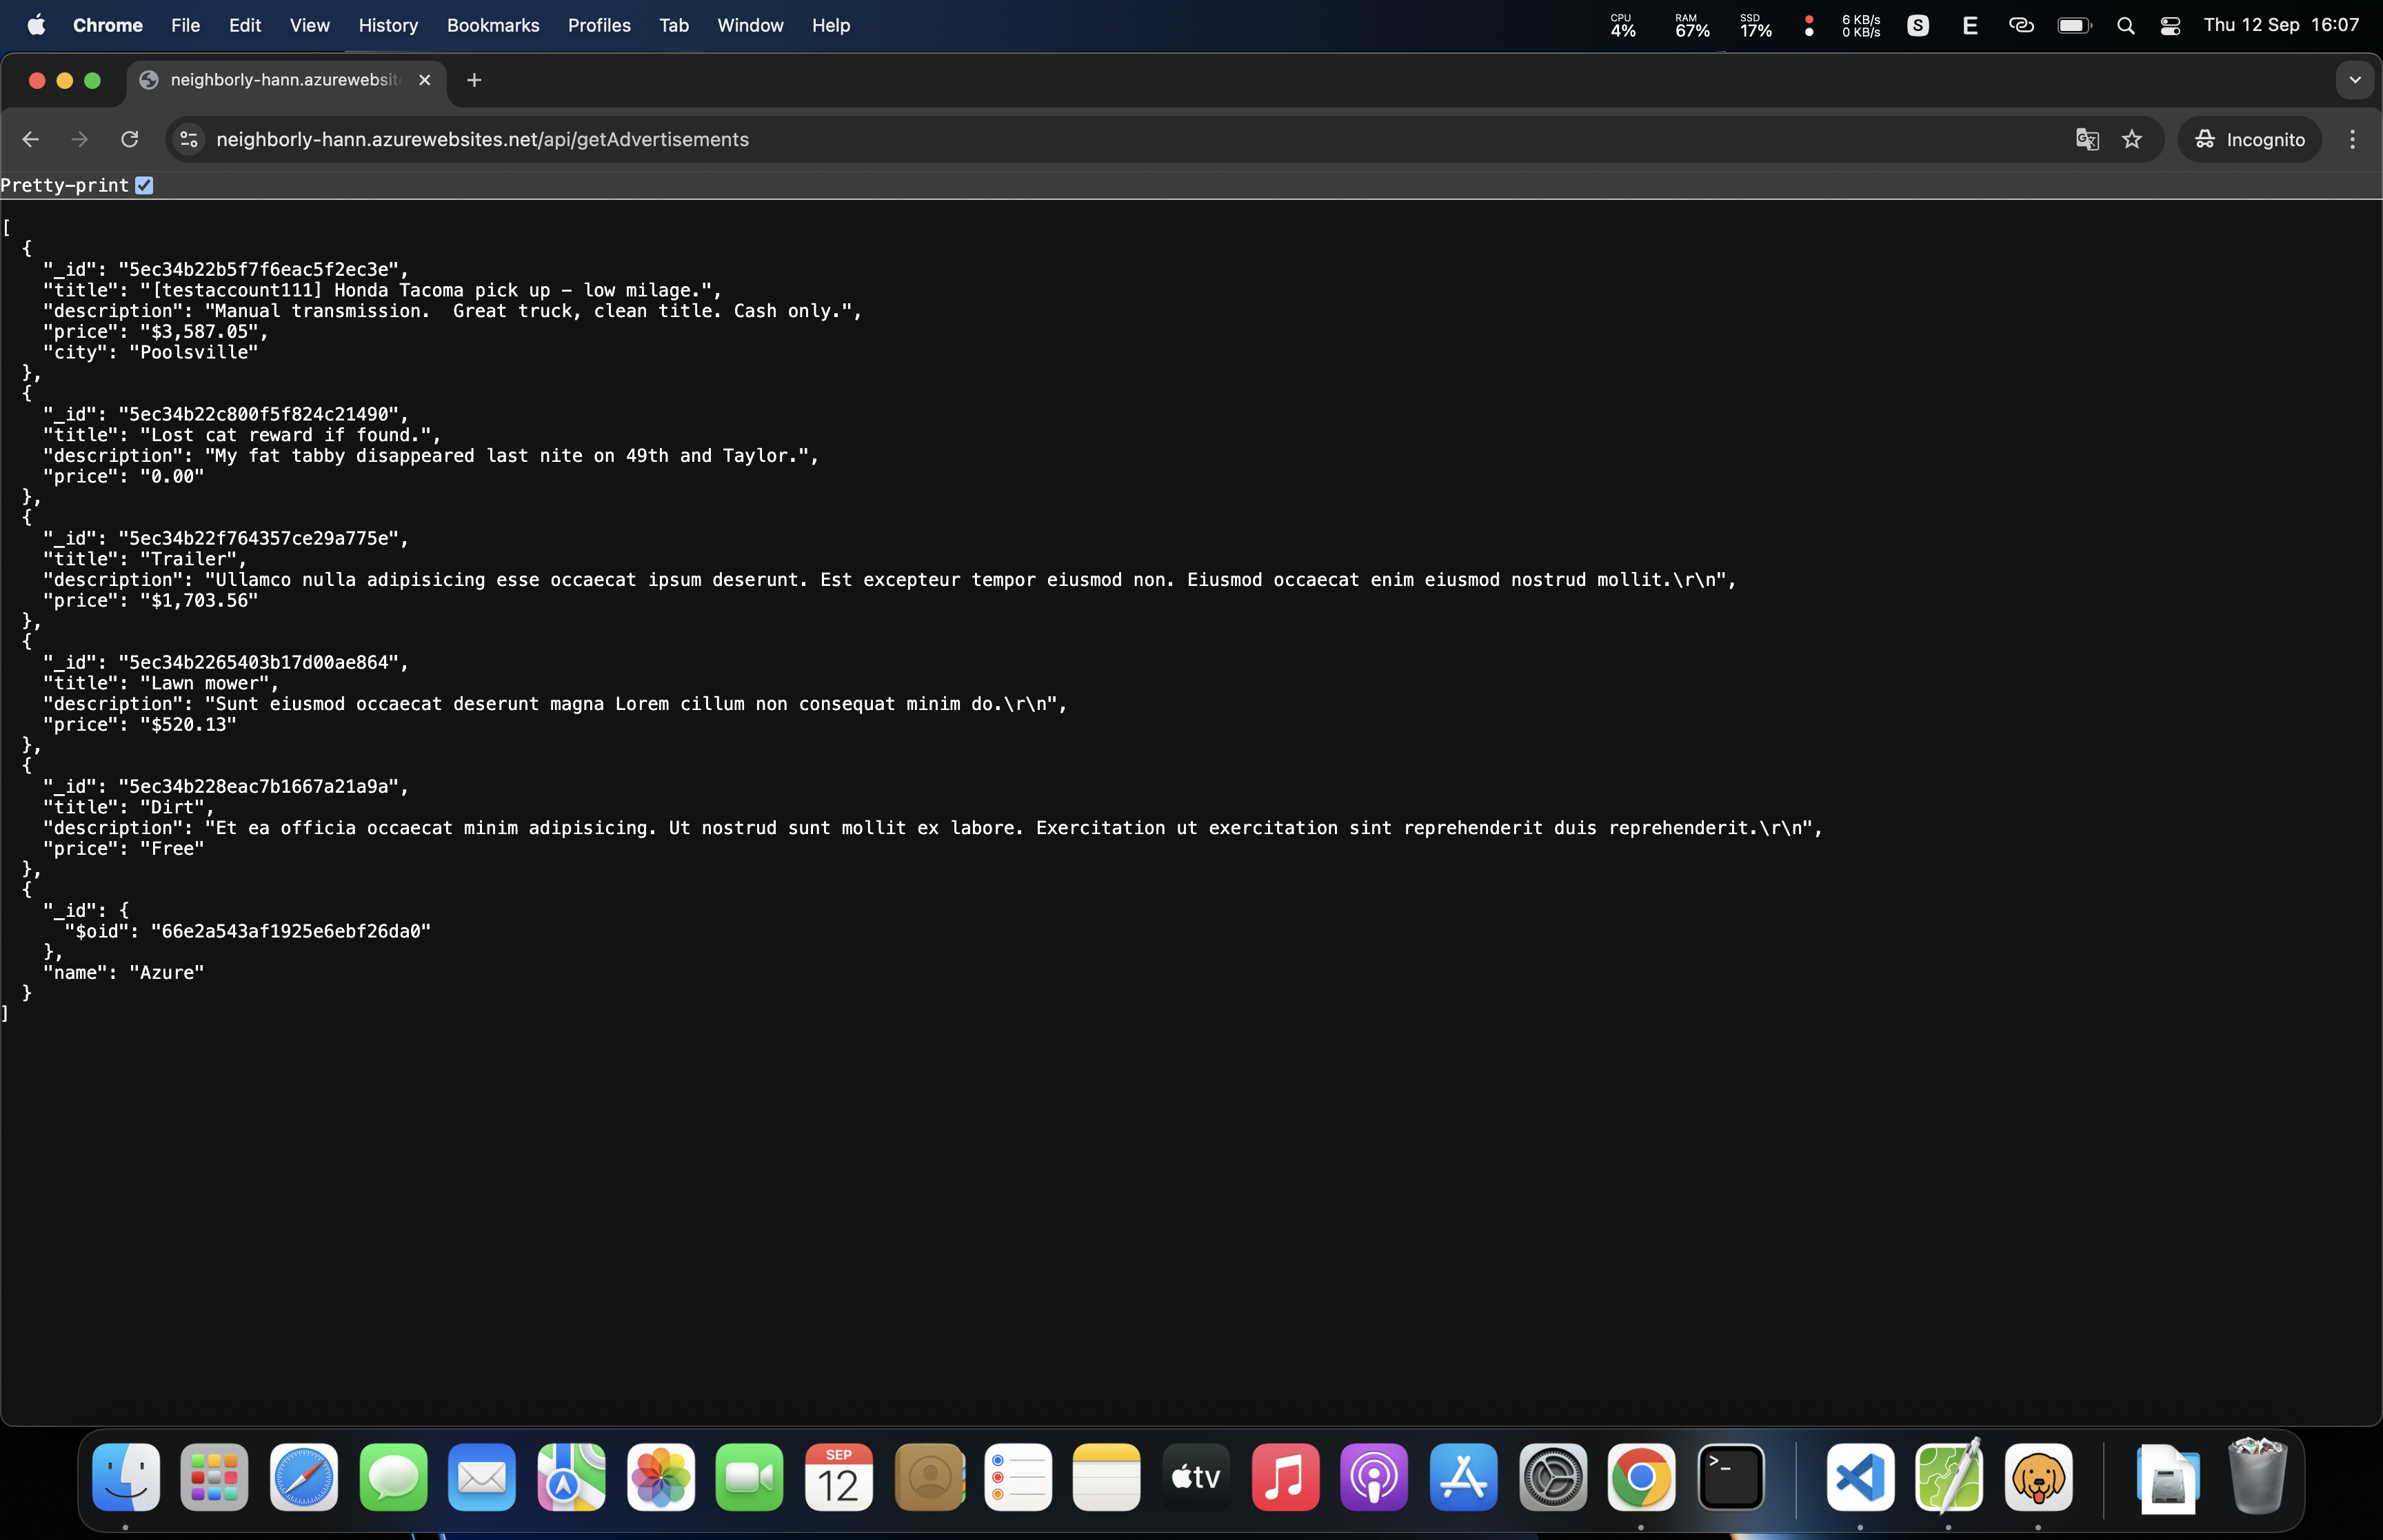 Chrome File Edit View History Bookmarks Profiles Tab Window Help
CPU 4% RAM 67% SSD 17% 6 KB/s 0 KB/s S E Thu 12 Sep 16:07
neighborly-hann.azurewebsit
neighborly-hann.azurewebsites.net/api/getAdvertisements Incognito
Pretty-print
[
  {
    "_id": "5ec34b22b5f7f6eac5f2ec3e",
    "title": "[testaccount111] Honda Tacoma pick up - low milage.",
    "description": "Manual transmission.  Great truck, clean title. Cash only.",
    "price": "$3,587.05",
    "city": "Poolsville"
  },
  {
    "_id": "5ec34b22c800f5f824c21490",
    "title": "Lost cat reward if found.",
    "description": "My fat tabby disappeared last nite on 49th and Taylor.",
    "price": "0.00"
  },
  {
    "_id": "5ec34b22f764357ce29a775e",
    "title": "Trailer",
    "description": "Ullamco nulla adipisicing esse occaecat ipsum deserunt. Est excepteur tempor eiusmod non. Eiusmod occaecat enim eiusmod nostrud mollit.\r\n",
    "price": "$1,703.56"
  },
  {
    "_id": "5ec34b2265403b17d00ae864",
    "title": "Lawn mower",
    "description": "Sunt eiusmod occaecat deserunt magna Lorem cillum non consequat minim do.\r\n",
    "price": "$520.13"
  },
  {
    "_id": "5ec34b228eac7b1667a21a9a",
    "title": "Dirt",
    "description": "Et ea officia occaecat minim adipisicing. Ut nostrud sunt mollit ex labore. Exercitation ut exercitation sint reprehenderit duis reprehenderit.\r\n",
    "price": "Free"
  },
  {
    "_id": {
      "$oid": "66e2a543af1925e6ebf26da0"
    },
    "name": "Azure"
  }
]
SEP
12
tv
>_